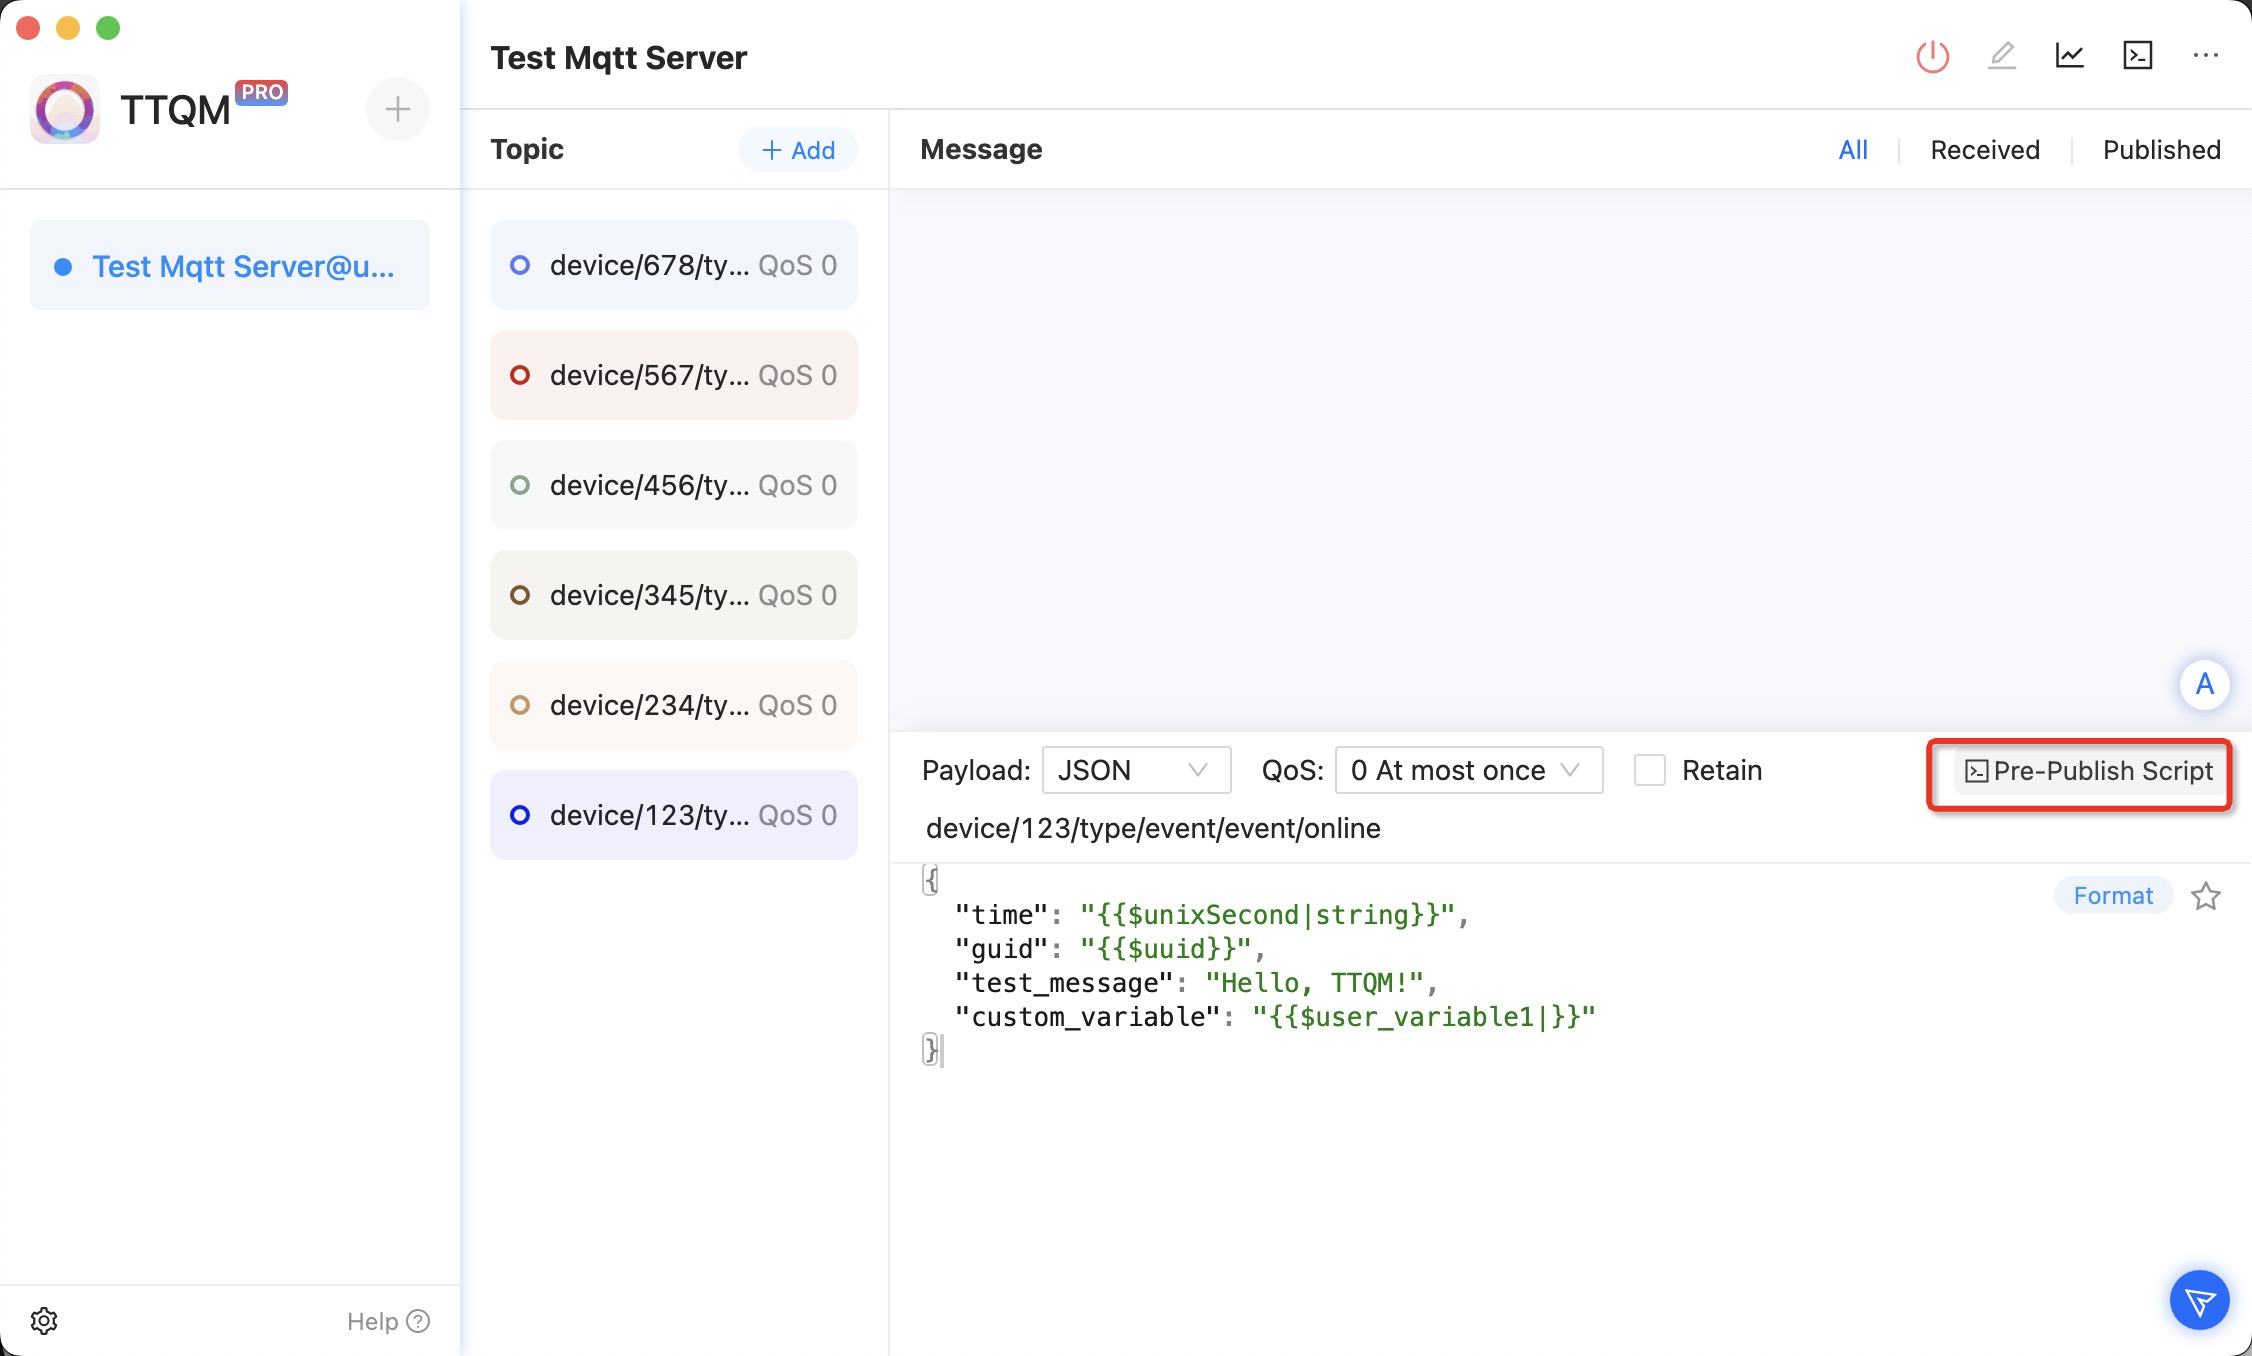 TTQM PRO
Test Mqtt Server@u...
Help
Test Mqtt Server
Topic
+ Add
device/678/ty... QoS 0
device/567/ty... QoS 0
device/456/ty... QoS 0
device/345/ty... QoS 0
device/234/ty... QoS 0
device/123/ty... QoS 0
Message
All Received Published
A
Payload: JSON QoS: 0 At most once Retain Pre-Publish Script
device/123/type/event/event/online
Format
{
"time": "{{$unixSecond|string}}",
"guid": "{{$uuid}}",
"test_message": "Hello, TTQM!",
"custom_variable": "{{$user_variable1|}}"
}